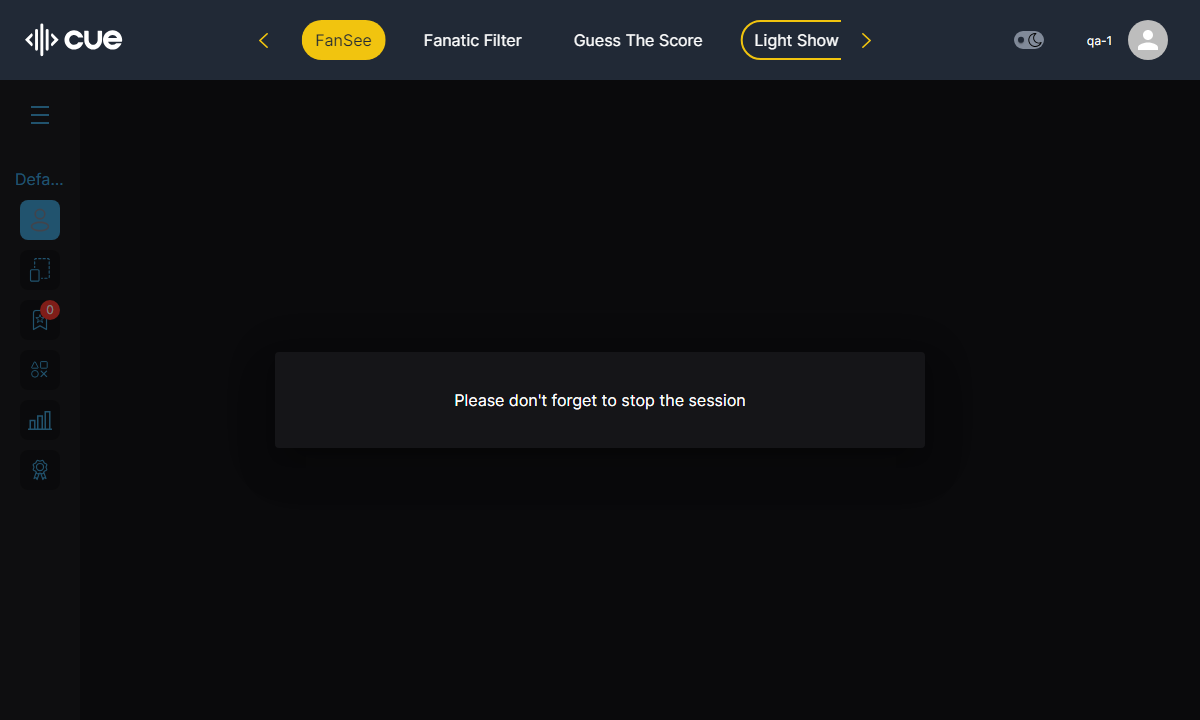 cue
FanSee
Fanatic Filter
Guess The Score
Light Show
qa-1
Defa...
0
Please don't forget to stop the session